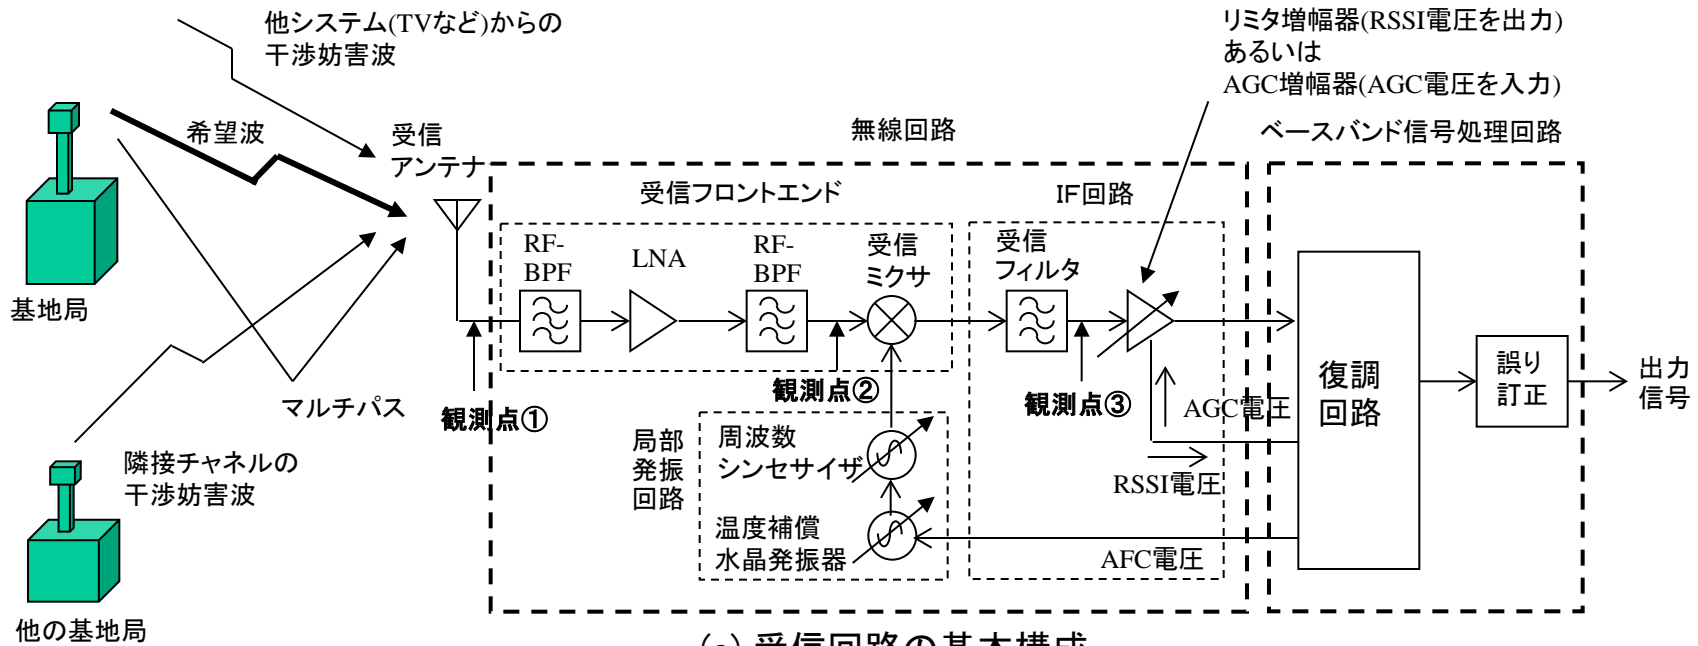 他システム(TVなど)からの
干渉妨害波
リミタ増幅器(RSSI電圧を出力)
あるいは
AGC増幅器(AGC電圧を入力)
希望波
受信
アンテナ
無線回路
ベースバンド信号処理回路
受信フロントエンド
IF回路
RF-
BPF
LNA
RF-
BPF
受信
ミクサ
受信
フィルタ
基地局
マルチパス
観測点①
観測点②
観測点③
AGC電圧
復調
回路
誤り
訂正
出力
信号
隣接チャネルの
干渉妨害波
局部
発振
回路
周波数
シンセサイザ
RSSI電圧
温度補償
水晶発振器
AFC電圧
他の基地局
(a) 受信回路の基本構成